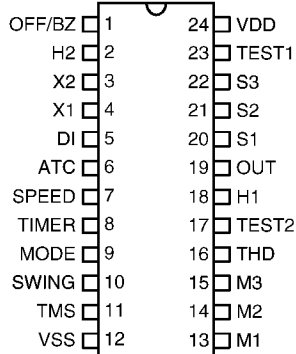 OFF/BZ 1 24 VDD
H2 2 23 TEST1
X2 3 22 S3
X1 4 21 S2
DI 5 20 S1
ATC 6 19 OUT
SPEED 7 18 H1
TIMER 8 17 TEST2
MODE 9 16 THD
SWING 10 15 M3
TMS 11 14 M2
VSS 12 13 M1